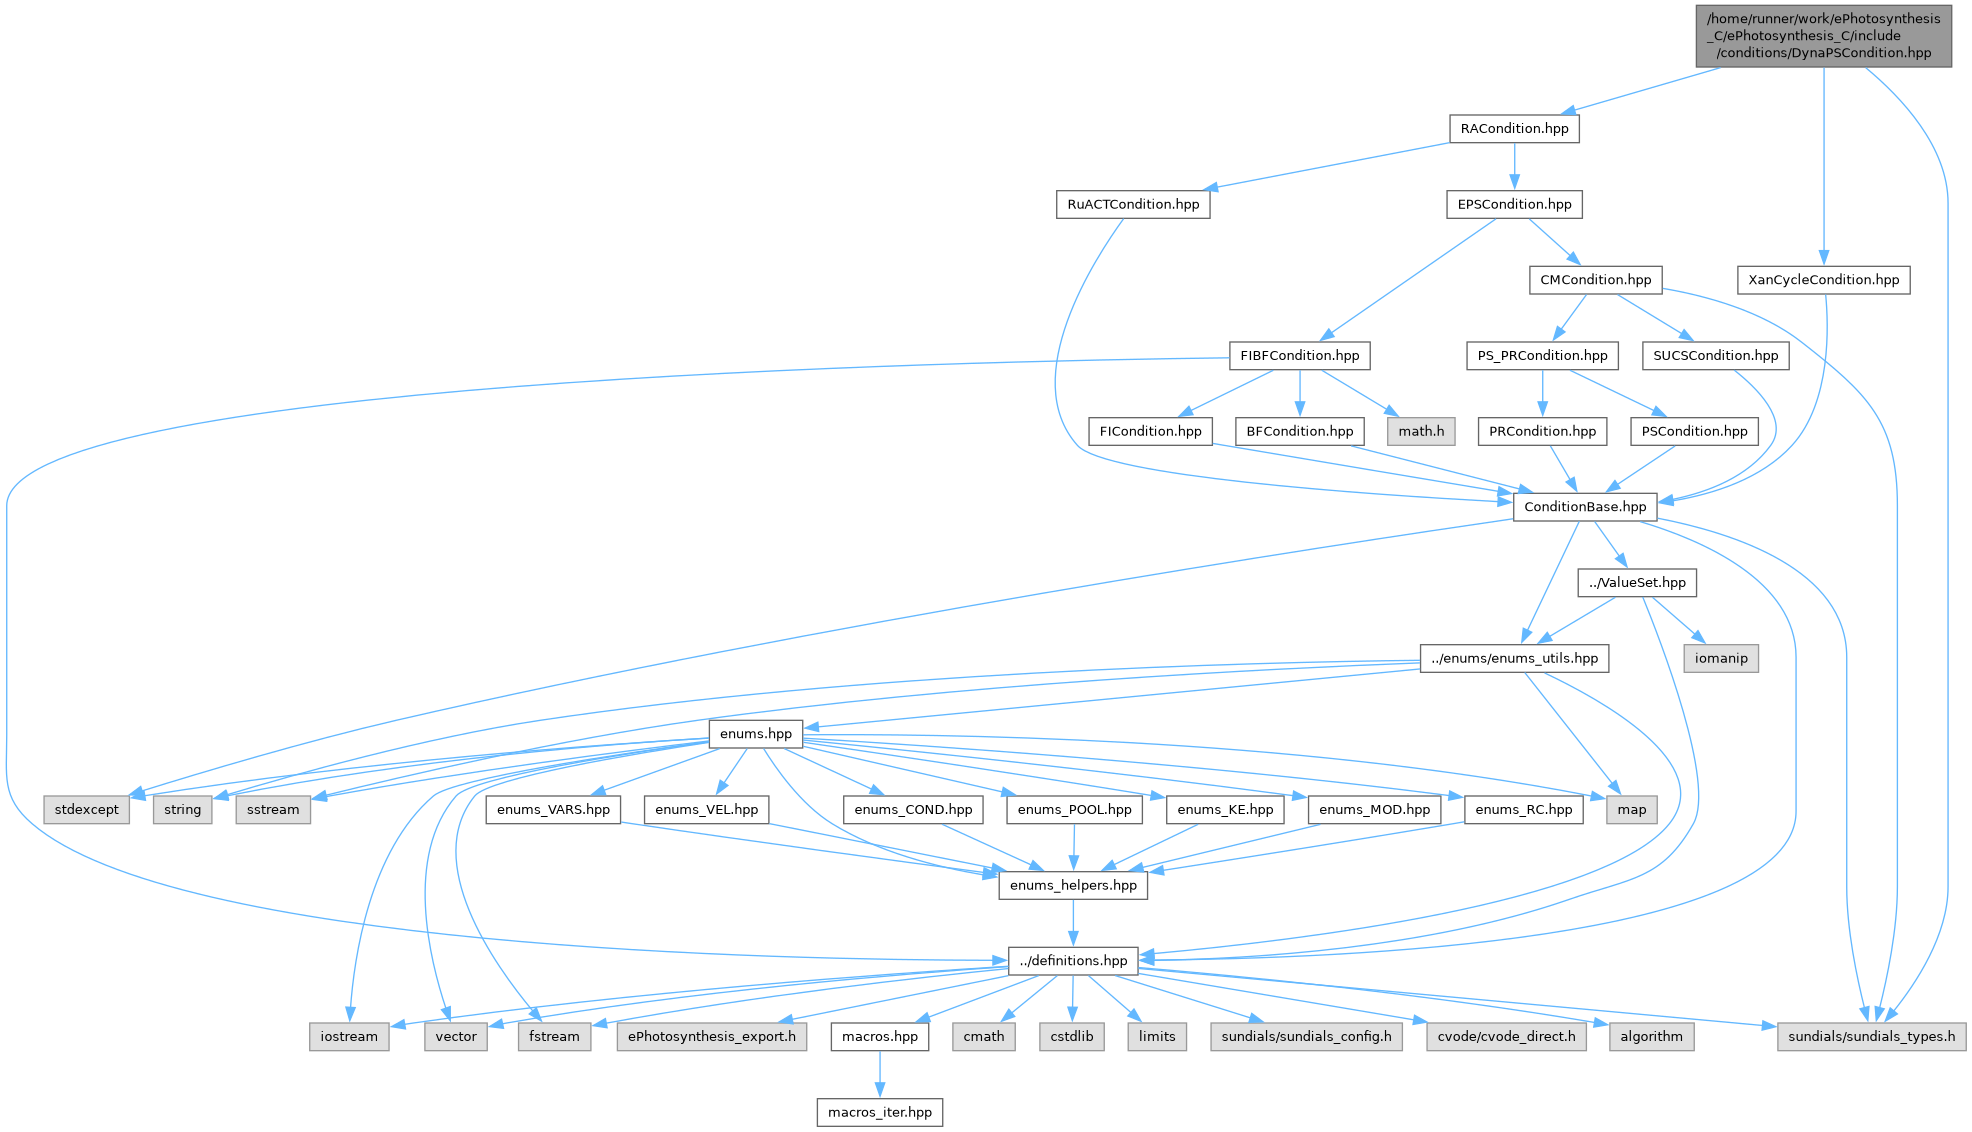 /home/runner/work/ePhotosynthesis
_C/ePhotosynthesis_C/include
/conditions/DynaPSCondition.hpp
RACondition.hpp
RuACTCondition.hpp
EPSCondition.hpp
CMCondition.hpp
XanCycleCondition.hpp
FIBFCondition.hpp
PS_PRCondition.hpp
SUCSCondition.hpp
FICondition.hpp
BFCondition.hpp
math.h
PRCondition.hpp
PSCondition.hpp
ConditionBase.hpp
../ValueSet.hpp
../enums/enums_utils.hpp
iomanip
enums.hpp
stdexcept
string
sstream
enums_VARS.hpp
enums_VEL.hpp
enums_COND.hpp
enums_POOL.hpp
enums_KE.hpp
enums_MOD.hpp
enums_RC.hpp
map
enums_helpers.hpp
../definitions.hpp
iostream
vector
fstream
ePhotosynthesis_export.h
macros.hpp
cmath
cstdlib
limits
sundials/sundials_config.h
cvode/cvode_direct.h
algorithm
sundials/sundials_types.h
macros_iter.hpp